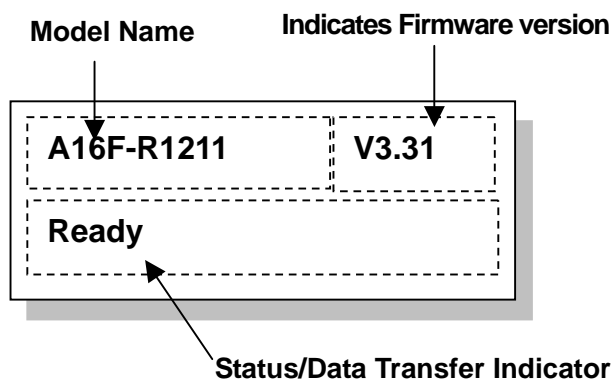 Model Name
Indicates Firmware version
A16F-R1211
V3.31
Ready
Status/Data Transfer Indicator